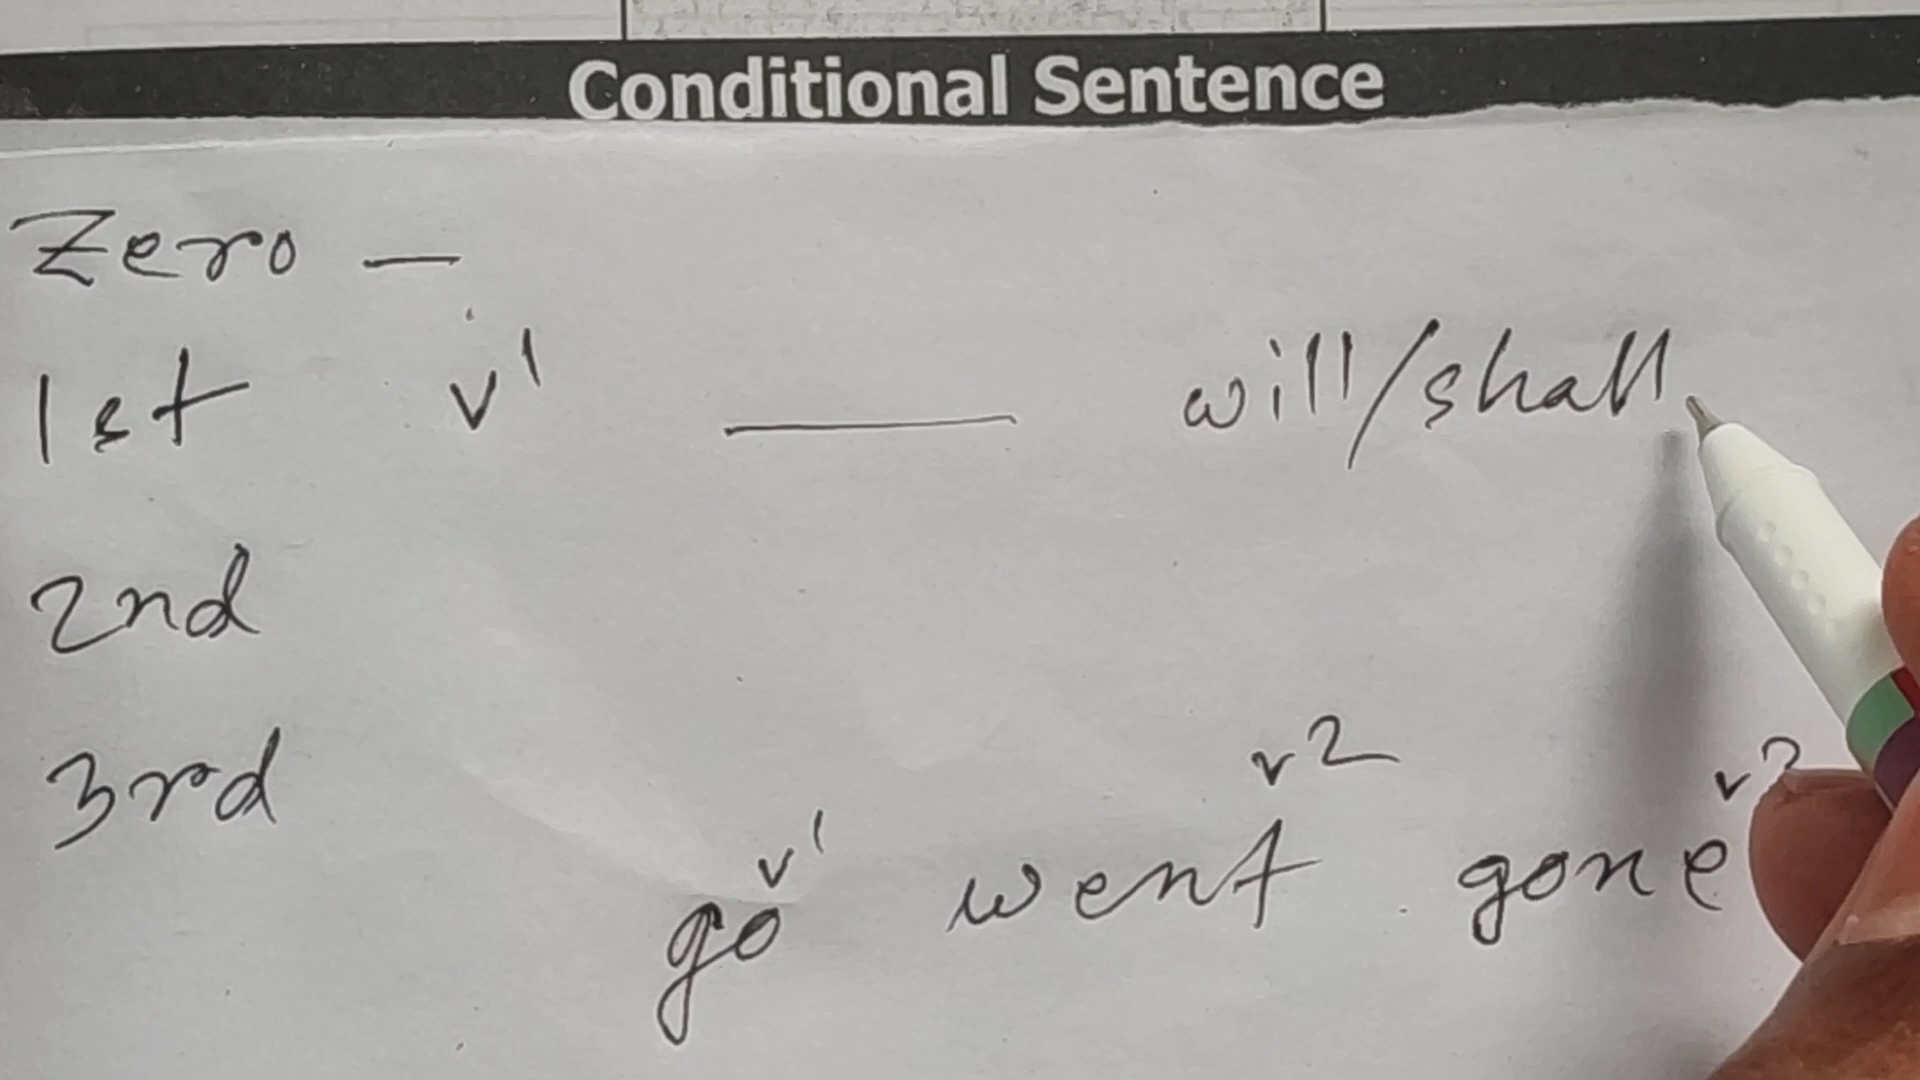 Conditional Sentence
Zero —
1st v1 — will/shall
2nd
3rd
v1 v2 v3
go went gone